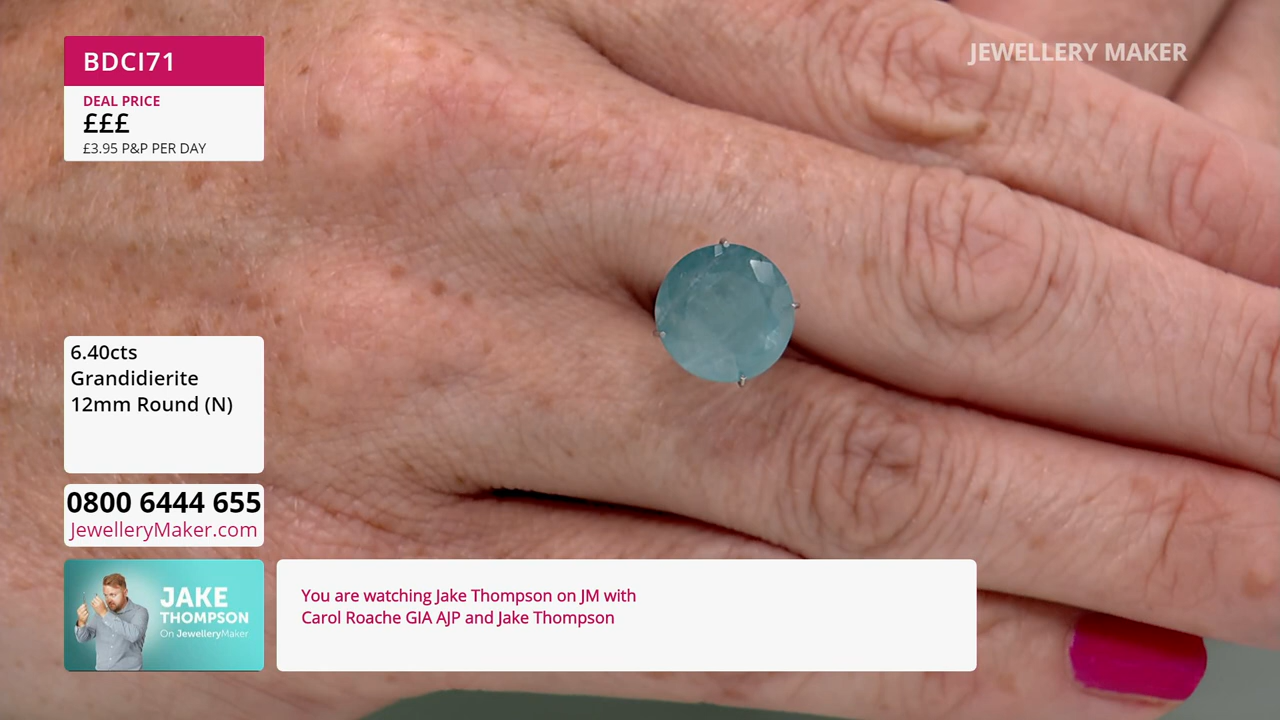 BDCI71
DEAL PRICE
£££
£3.95 P&P PER DAY
JEWELLERY MAKER
6.40cts
Grandidierite
12mm Round (N)
0800 6444 655
JewelleryMaker.com
JAKE
THOMPSON
On JewelleryMaker
You are watching Jake Thompson on JM with
Carol Roache GIA AJP and Jake Thompson